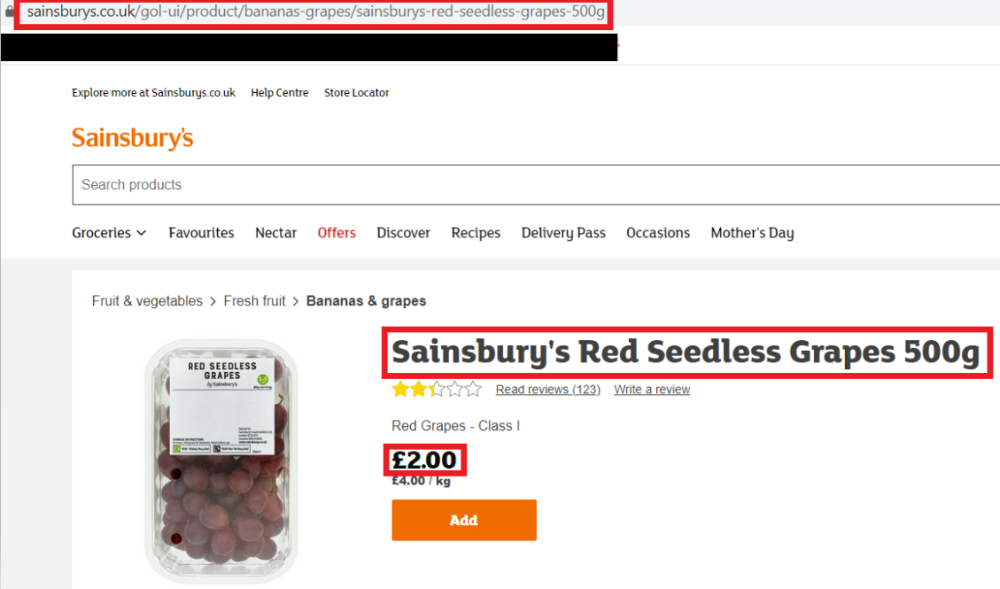 sainsburys.co.uk/gol-ui/product/bananas-grapes/sainsburys-red-seedless-grapes-500g
Explore more at Sainsburys.co.uk Help Centre Store Locator
Sainsbury's
Search products
Groceries Favourites Nectar Offers Discover Recipes Delivery Pass Occasions Mother's Day
Fruit & vegetables > Fresh fruit > Bananas & grapes
Sainsbury's Red Seedless Grapes 500g
Read reviews (123) Write a review
Red Grapes - Class I
£2.00
£4.00 / kg
Add
RED SEEDLESS
GRAPES
by Sainsbury's